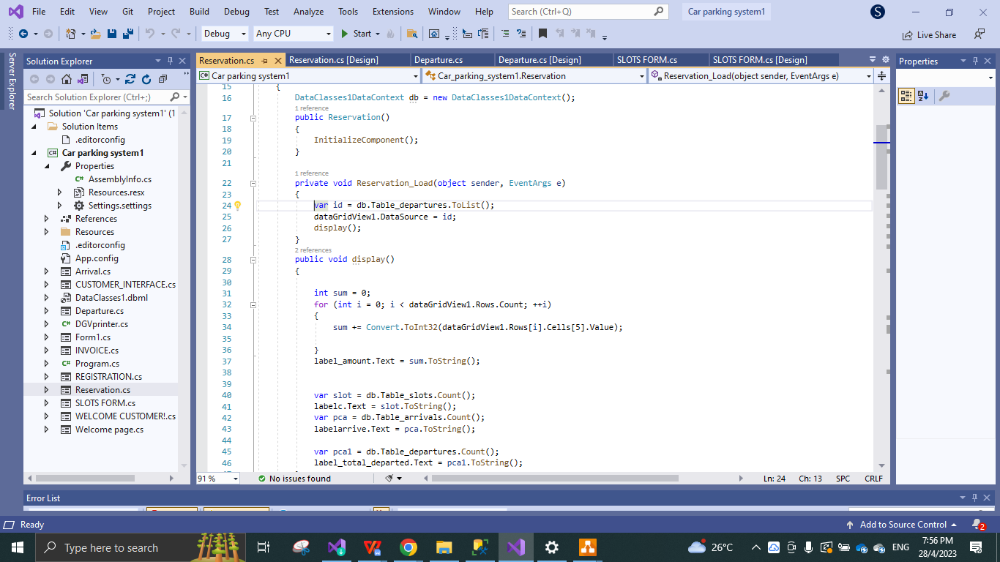 File Edit View Git Project Build Debug Test Analyze Tools Extensions Window Help Search (Ctrl+Q) Car parking system1 S
Debug Any CPU Start Live Share
Server Explorer
Solution Explorer
Search Solution Explorer (Ctrl+;)
Solution 'Car parking system1' (1
Solution Items
.editorconfig
Car parking system1
Properties
AssemblyInfo.cs
Resources.resx
Settings.settings
References
Resources
.editorconfig
App.config
Arrival.cs
CUSTOMER_INTERFACE.cs
DataClasses1.dbml
Departure.cs
DGVprinter.cs
Form1.cs
INVOICE.cs
Program.cs
REGISTRATION.cs
Reservation.cs
SLOTS FORM.cs
WELCOME CUSTOMER!.cs
Welcome page.cs
Reservation.cs Reservation.cs [Design] Departure.cs Departure.cs [Design] SLOTS FORM.cs SLOTS FORM.cs [Design]
Car parking system1 Car_parking_system1.Reservation Reservation_Load(object sender, EventArgs e)
15 {
16 DataClasses1DataContext db = new DataClasses1DataContext();
1 reference
17 public Reservation()
18 {
19 InitializeComponent();
20 }
21
1 reference
22 private void Reservation_Load(object sender, EventArgs e)
23 {
24 var id = db.Table_departures.ToList();
25 dataGridView1.DataSource = id;
26 display();
27 }
2 references
28 public void display()
29 {
30
31 int sum = 0;
32 for (int i = 0; i < dataGridView1.Rows.Count; ++i)
33 {
34 sum += Convert.ToInt32(dataGridView1.Rows[i].Cells[5].Value);
35
36 }
37 label_amount.Text = sum.ToString();
38
39
40 var slot = db.Table_slots.Count();
41 labelc.Text = slot.ToString();
42 var pca = db.Table_arrivals.Count();
43 labelarrive.Text = pca.ToString();
44
45 var pca1 = db.Table_departures.Count();
46 label_total_departed.Text = pca1.ToString();
91 % No issues found Ln: 24 Ch: 13 SPC CRLF
Properties
Error List
Ready Add to Source Control 2
Type here to search 26°C ENG 7:56 PM
28/4/2023